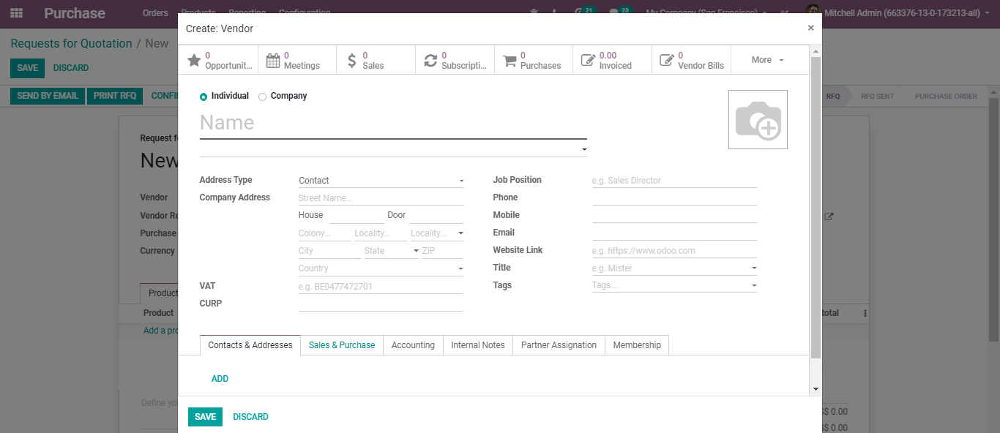 Purchase Orders Products Reporting Configuration 21 23 My Company (San Francisco) Mitchell Admin (663376-13-0-173213-all)
Create: Vendor ×
Requests for Quotation / New
SAVE DISCARD
0 Opportunit...
0 Meetings
0 Sales
0 Subscripti...
0 Purchases
0.00 Invoiced
0 Vendor Bills
More
SEND BY EMAIL PRINT RFQ CONFI
RFQ RFQ SENT PURCHASE ORDER
Individual Company
Name
Request f
New
Address Type Contact
Company Address Street Name...
House Door
Colony... Locality... Locality...
City State ZIP
Country
VAT e.g. BE0477472701
CURP
Job Position e.g. Sales Director
Phone
Mobile
Email
Website Link e.g. https://www.odoo.com
Title e.g. Mister
Tags Tags...
Vendor
Vendor Re
Purchase
Currency
Product
Product
total
Add a pro
Contacts & Addresses Sales & Purchase Accounting Internal Notes Partner Assignation Membership
ADD
Define you
$ 0.00
$ 0.00
SAVE DISCARD